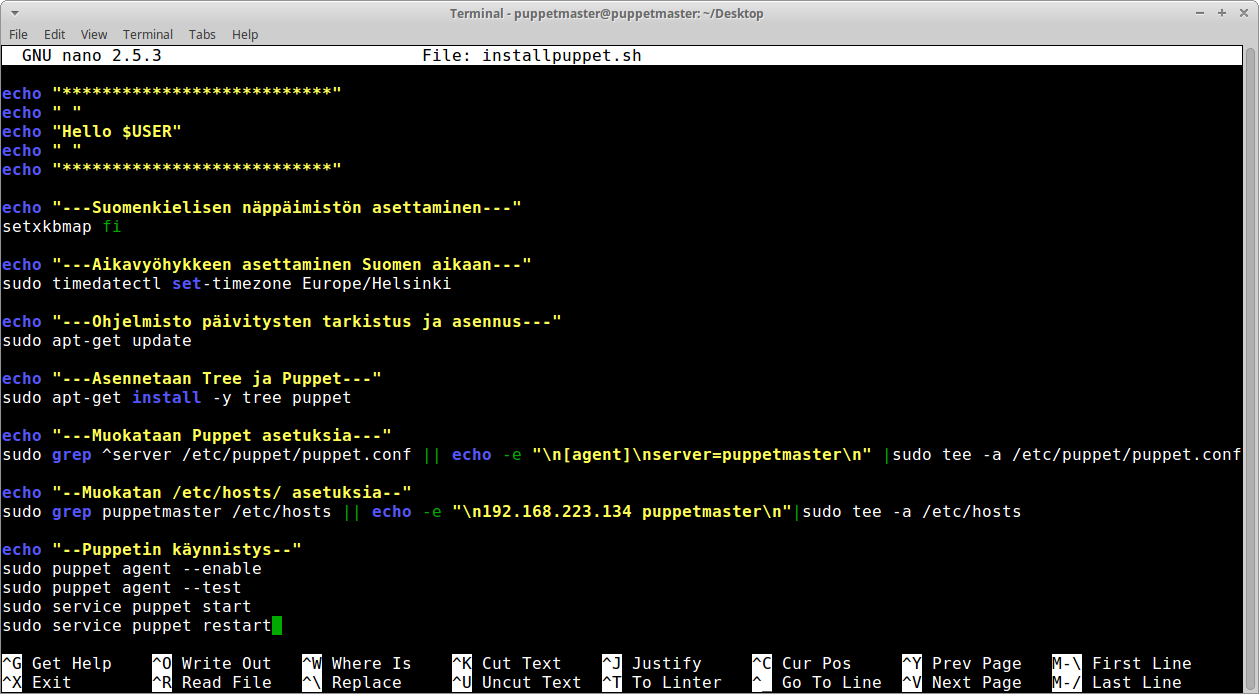 Terminal - puppetmaster@puppetmaster: ~/Desktop
File Edit View Terminal Tabs Help
GNU nano 2.5.3 File: installpuppet.sh
echo "***************************"
echo " "
echo "Hello $USER"
echo " "
echo "***************************"
echo "---Suomenkielisen näppäimistön asettaminen---"
setxkbmap fi
echo "---Aikavyöhykkeen asettaminen Suomen aikaan---"
sudo timedatectl set-timezone Europe/Helsinki
echo "---Ohjelmisto päivitysten tarkistus ja asennus---"
sudo apt-get update
echo "---Asennetaan Tree ja Puppet---"
sudo apt-get install -y tree puppet
echo "---Muokataan Puppet asetuksia---"
sudo grep ^server /etc/puppet/puppet.conf || echo -e "\n[agent]\nserver=puppetmaster\n" |sudo tee -a /etc/puppet/puppet.conf
echo "--Muokatan /etc/hosts/ asetuksia--"
sudo grep puppetmaster /etc/hosts || echo -e "\n192.168.223.134 puppetmaster\n"|sudo tee -a /etc/hosts
echo "--Puppetin käynnistys--"
sudo puppet agent --enable
sudo puppet agent --test
sudo service puppet start
sudo service puppet restart
^G Get Help ^O Write Out ^W Where Is ^K Cut Text ^J Justify ^C Cur Pos ^Y Prev Page M-\ First Line
^X Exit ^R Read File ^\ Replace ^U Uncut Text ^T To Linter ^_ Go To Line ^V Next Page M-/ Last Line